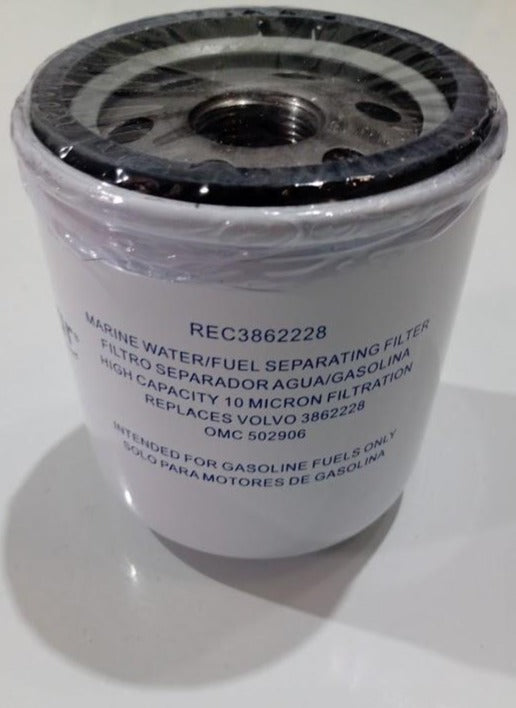 REC3862228
MARINE WATER/FUEL SEPARATING FILTER
FILTRO SEPARADOR AGUA/GASOLINA
HIGH CAPACITY 10 MICRON FILTRATION
REPLACES VOLVO 3862228
OMC 502906
INTENDED FOR GASOLINE FUELS ONLY
SOLO PARA MOTORES DE GASOLINA